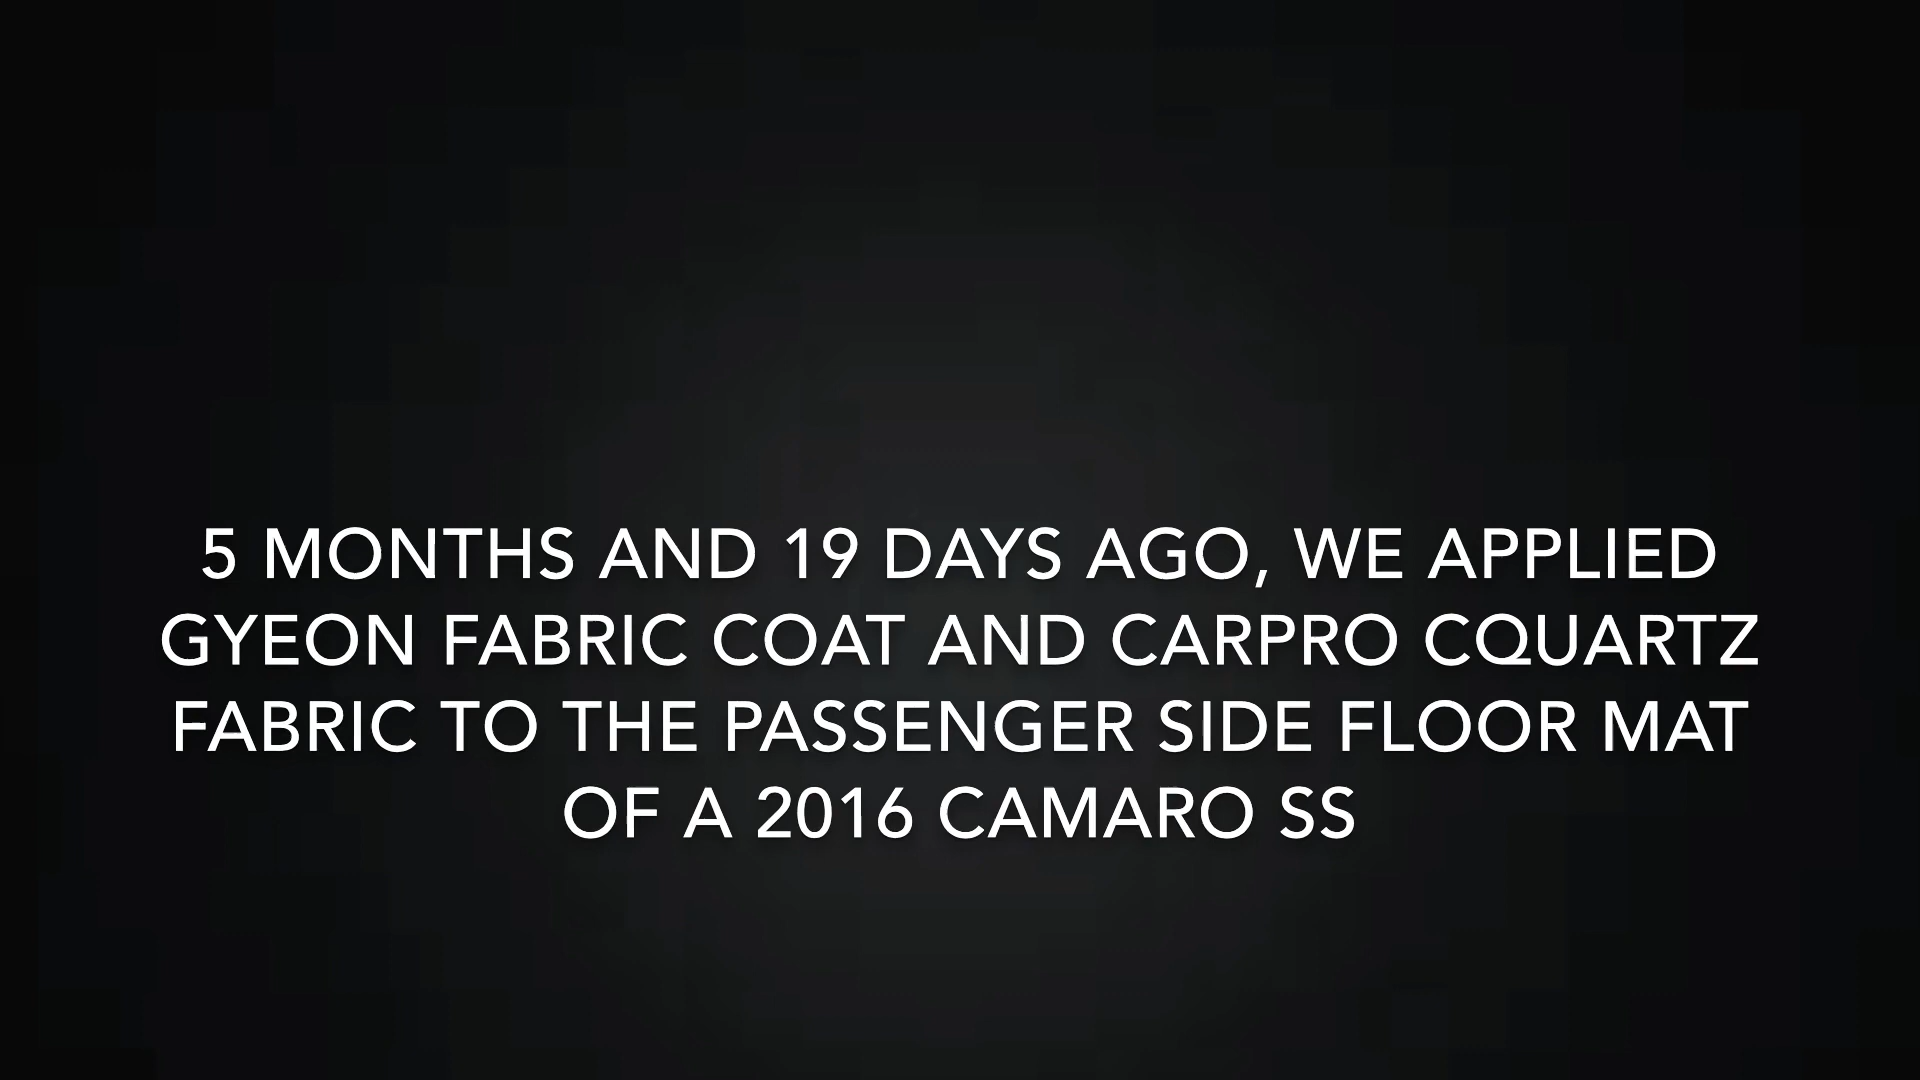 5 MONTHS AND 19 DAYS AGO, WE APPLIED
GYEON FABRIC COAT AND CARPRO CQUARTZ
FABRIC TO THE PASSENGER SIDE FLOOR MAT
OF A 2016 CAMARO SS